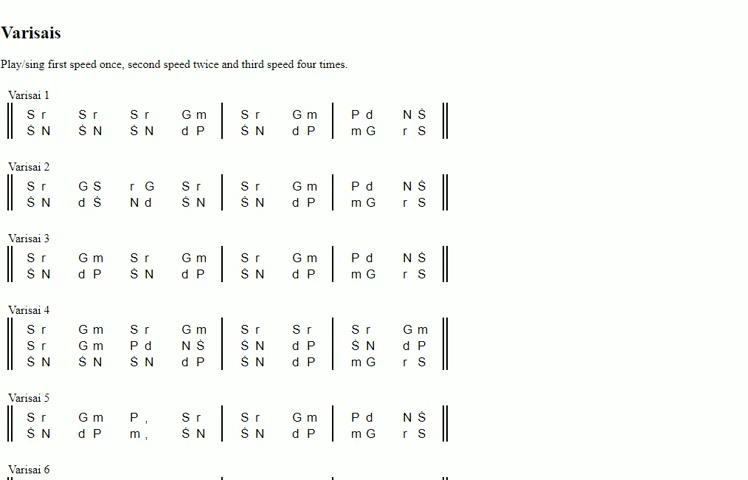 Varisais
Play/sing first speed once, second speed twice and third speed four times.
Varisai 1
S r S r S r G m S r G m P d N Ṡ
Ṡ N Ṡ N Ṡ N d P Ṡ N d P m G r S
Varisai 2
S r G S r G S r S r G m P d N Ṡ
Ṡ N d Ṡ N d Ṡ N Ṡ N d P m G r S
Varisai 3
S r G m S r G m S r G m P d N Ṡ
Ṡ N d P Ṡ N d P Ṡ N d P m G r S
Varisai 4
S r G m S r G m S r S r S r G m
S r G m P d N Ṡ Ṡ N d P Ṡ N d P
Ṡ N Ṡ N Ṡ N d P Ṡ N d P m G r S
Varisai 5
S r G m P , S r S r G m P d N Ṡ
Ṡ N d P m , Ṡ N Ṡ N d P m G r S
Varisai 6